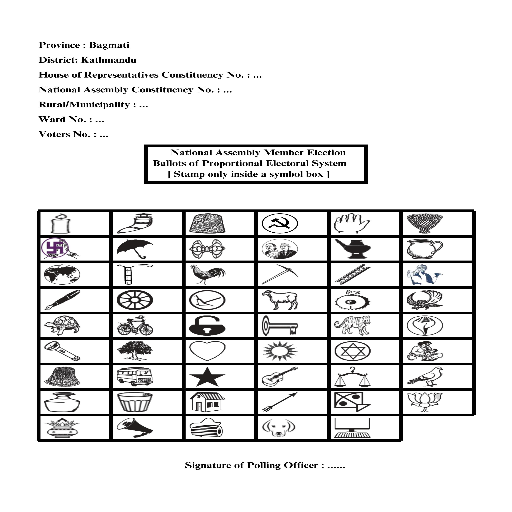 Province : Bagmati
District: Kathmandu
House of Representatives Constituency No. : ...
National Assembly Constituency No. : ...
Rural/Municipality : ...
Ward No. : ...
Voters No. : ...
National Assembly Member Election
Ballots of Proportional Electoral System
[ Stamp only inside a symbol box ]
Signature of Polling Officer : ......